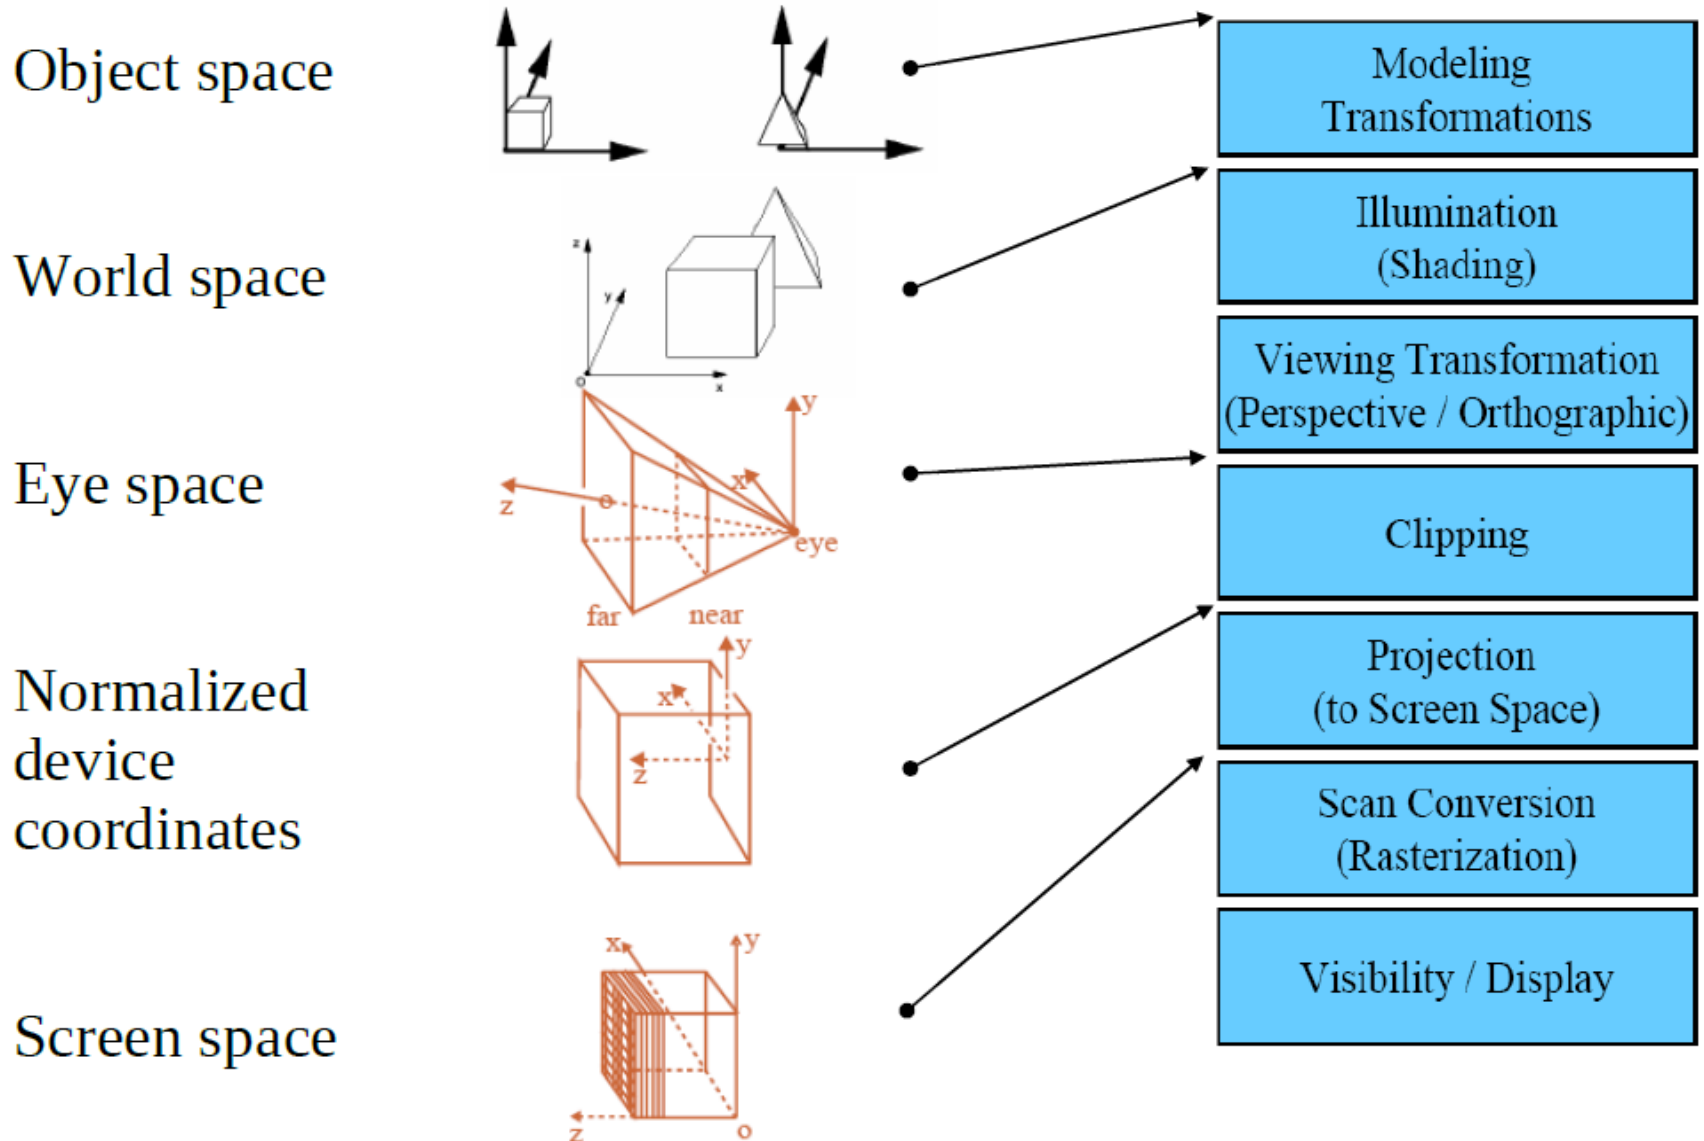 Object space
Modeling
Transformations
World space
z
y
x
o
Illumination
(Shading)
Viewing Transformation
(Perspective / Orthographic)
Eye space
y
x
z
o
eye
far
near
Clipping
Normalized
device
coordinates
y
x
z
Projection
(to Screen Space)
Scan Conversion
(Rasterization)
Screen space
x
y
z
o
Visibility / Display